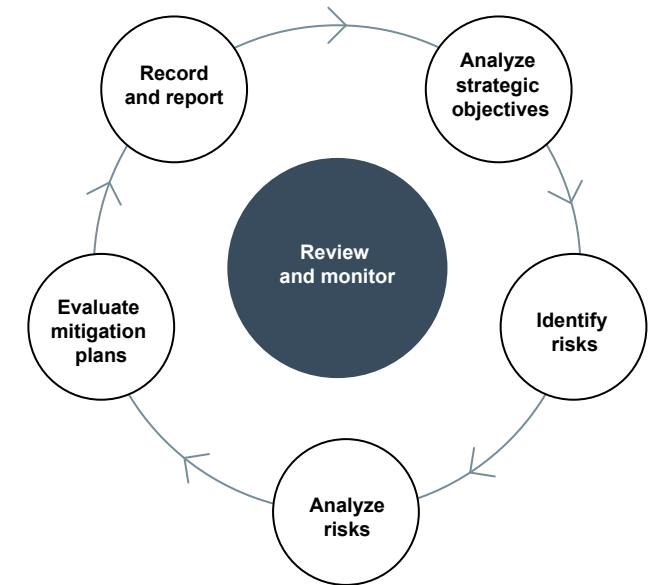 Record
and report
Analyze
strategic
objectives
Review
and monitor
Evaluate
mitigation
plans
Identify
risks
Analyze
risks